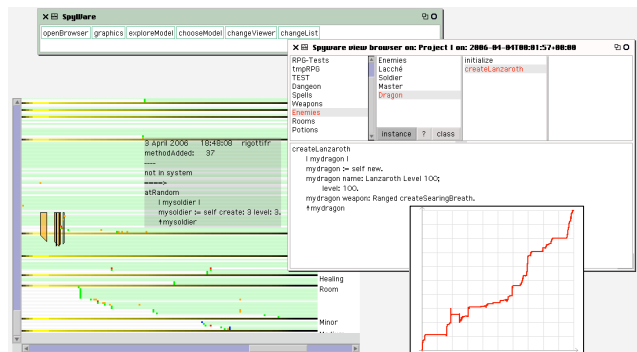 SpyWare
openBrowser graphics exploreModel chooseModel changeViewer changeList
Spyware view browser on: Project I on: 2006-04-04T00:01:57+00:00
RPG-Tests
tmpRPG
TEST
Dangeon
Spells
Weapons
Enemies
Rooms
Potions
Enemies
Lacché
Soldier
Master
Dragon
instance ? class
initialize
createLanzaroth
createLanzaroth
| mydragon |
mydragon := self new.
mydragon name: Lanzaroth Level 100;
level: 100.
mydragon weapon: Ranged createSearingBreath.
↑mydragon
3 April 2006 18:48:08 rigottifr
methodAdded: 37
----
not in system
====>
atRandom
| mysoldier |
mysoldier := self create: 3 level: 3.
↑mysoldier
Healing
Room
Minor